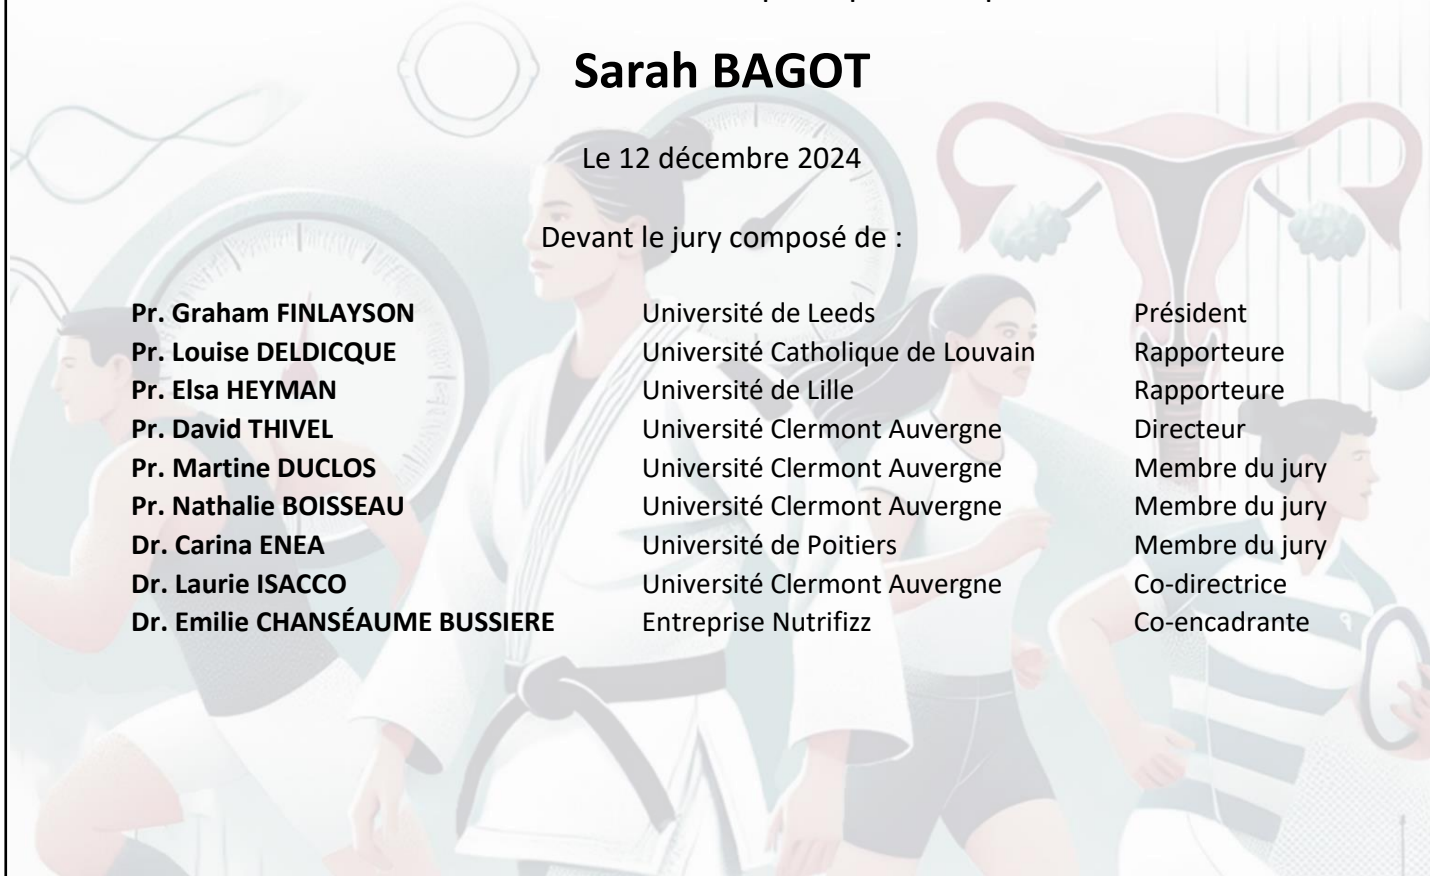 Sarah BAGOT
Le 12 décembre 2024
Devant le jury composé de :
Pr. Graham FINLAYSON Université de Leeds Président
Pr. Louise DELDICQUE Université Catholique de Louvain Rapporteure
Pr. Elsa HEYMAN Université de Lille Rapporteure
Pr. David THIVEL Université Clermont Auvergne Directeur
Pr. Martine DUCLOS Université Clermont Auvergne Membre du jury
Pr. Nathalie BOISSEAU Université Clermont Auvergne Membre du jury
Dr. Carina ENEA Université de Poitiers Membre du jury
Dr. Laurie ISACCO Université Clermont Auvergne Co-directrice
Dr. Emilie CHANSÉAUME BUSSIERE Entreprise Nutrifizz Co-encadrante